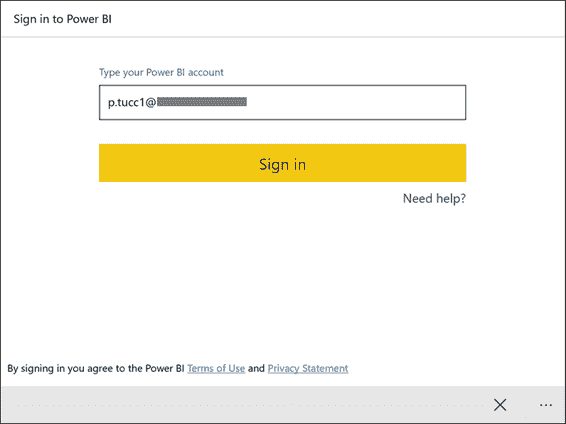 Sign in to Power BI
Type your Power BI account
p.tucc1@
Sign in
Need help?
By signing in you agree to the Power BI Terms of Use and Privacy Statement